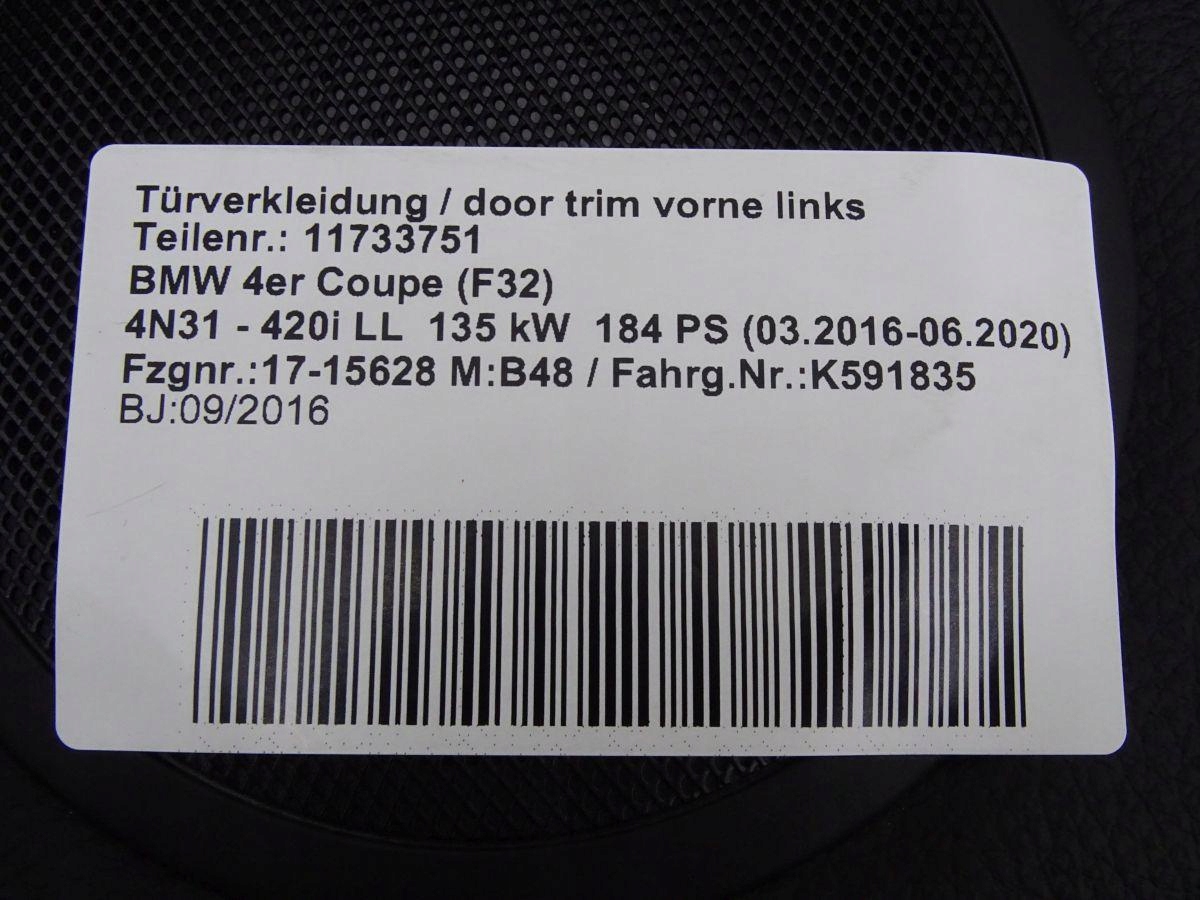 Türverkleidung / door trim vorne links
Teilenr.: 11733751
BMW 4er Coupe (F32)
4N31 - 420i LL 135 kW 184 PS (03.2016-06.2020)
Fzgnr.:17-15628 M:B48 / Fahrg.Nr.:K591835
BJ:09/2016